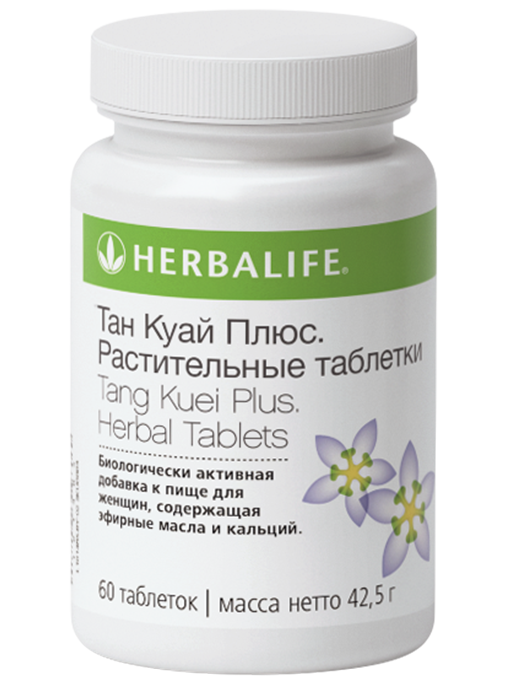 HERBALIFE®
Тан Куай Плюс.
Растительные таблетки
Tang Kuei Plus.
Herbal Tablets
Биологически активная
добавка к пище для
женщин, содержащая
эфирные масла и кальций.
60 таблеток | масса нетто 42,5 г